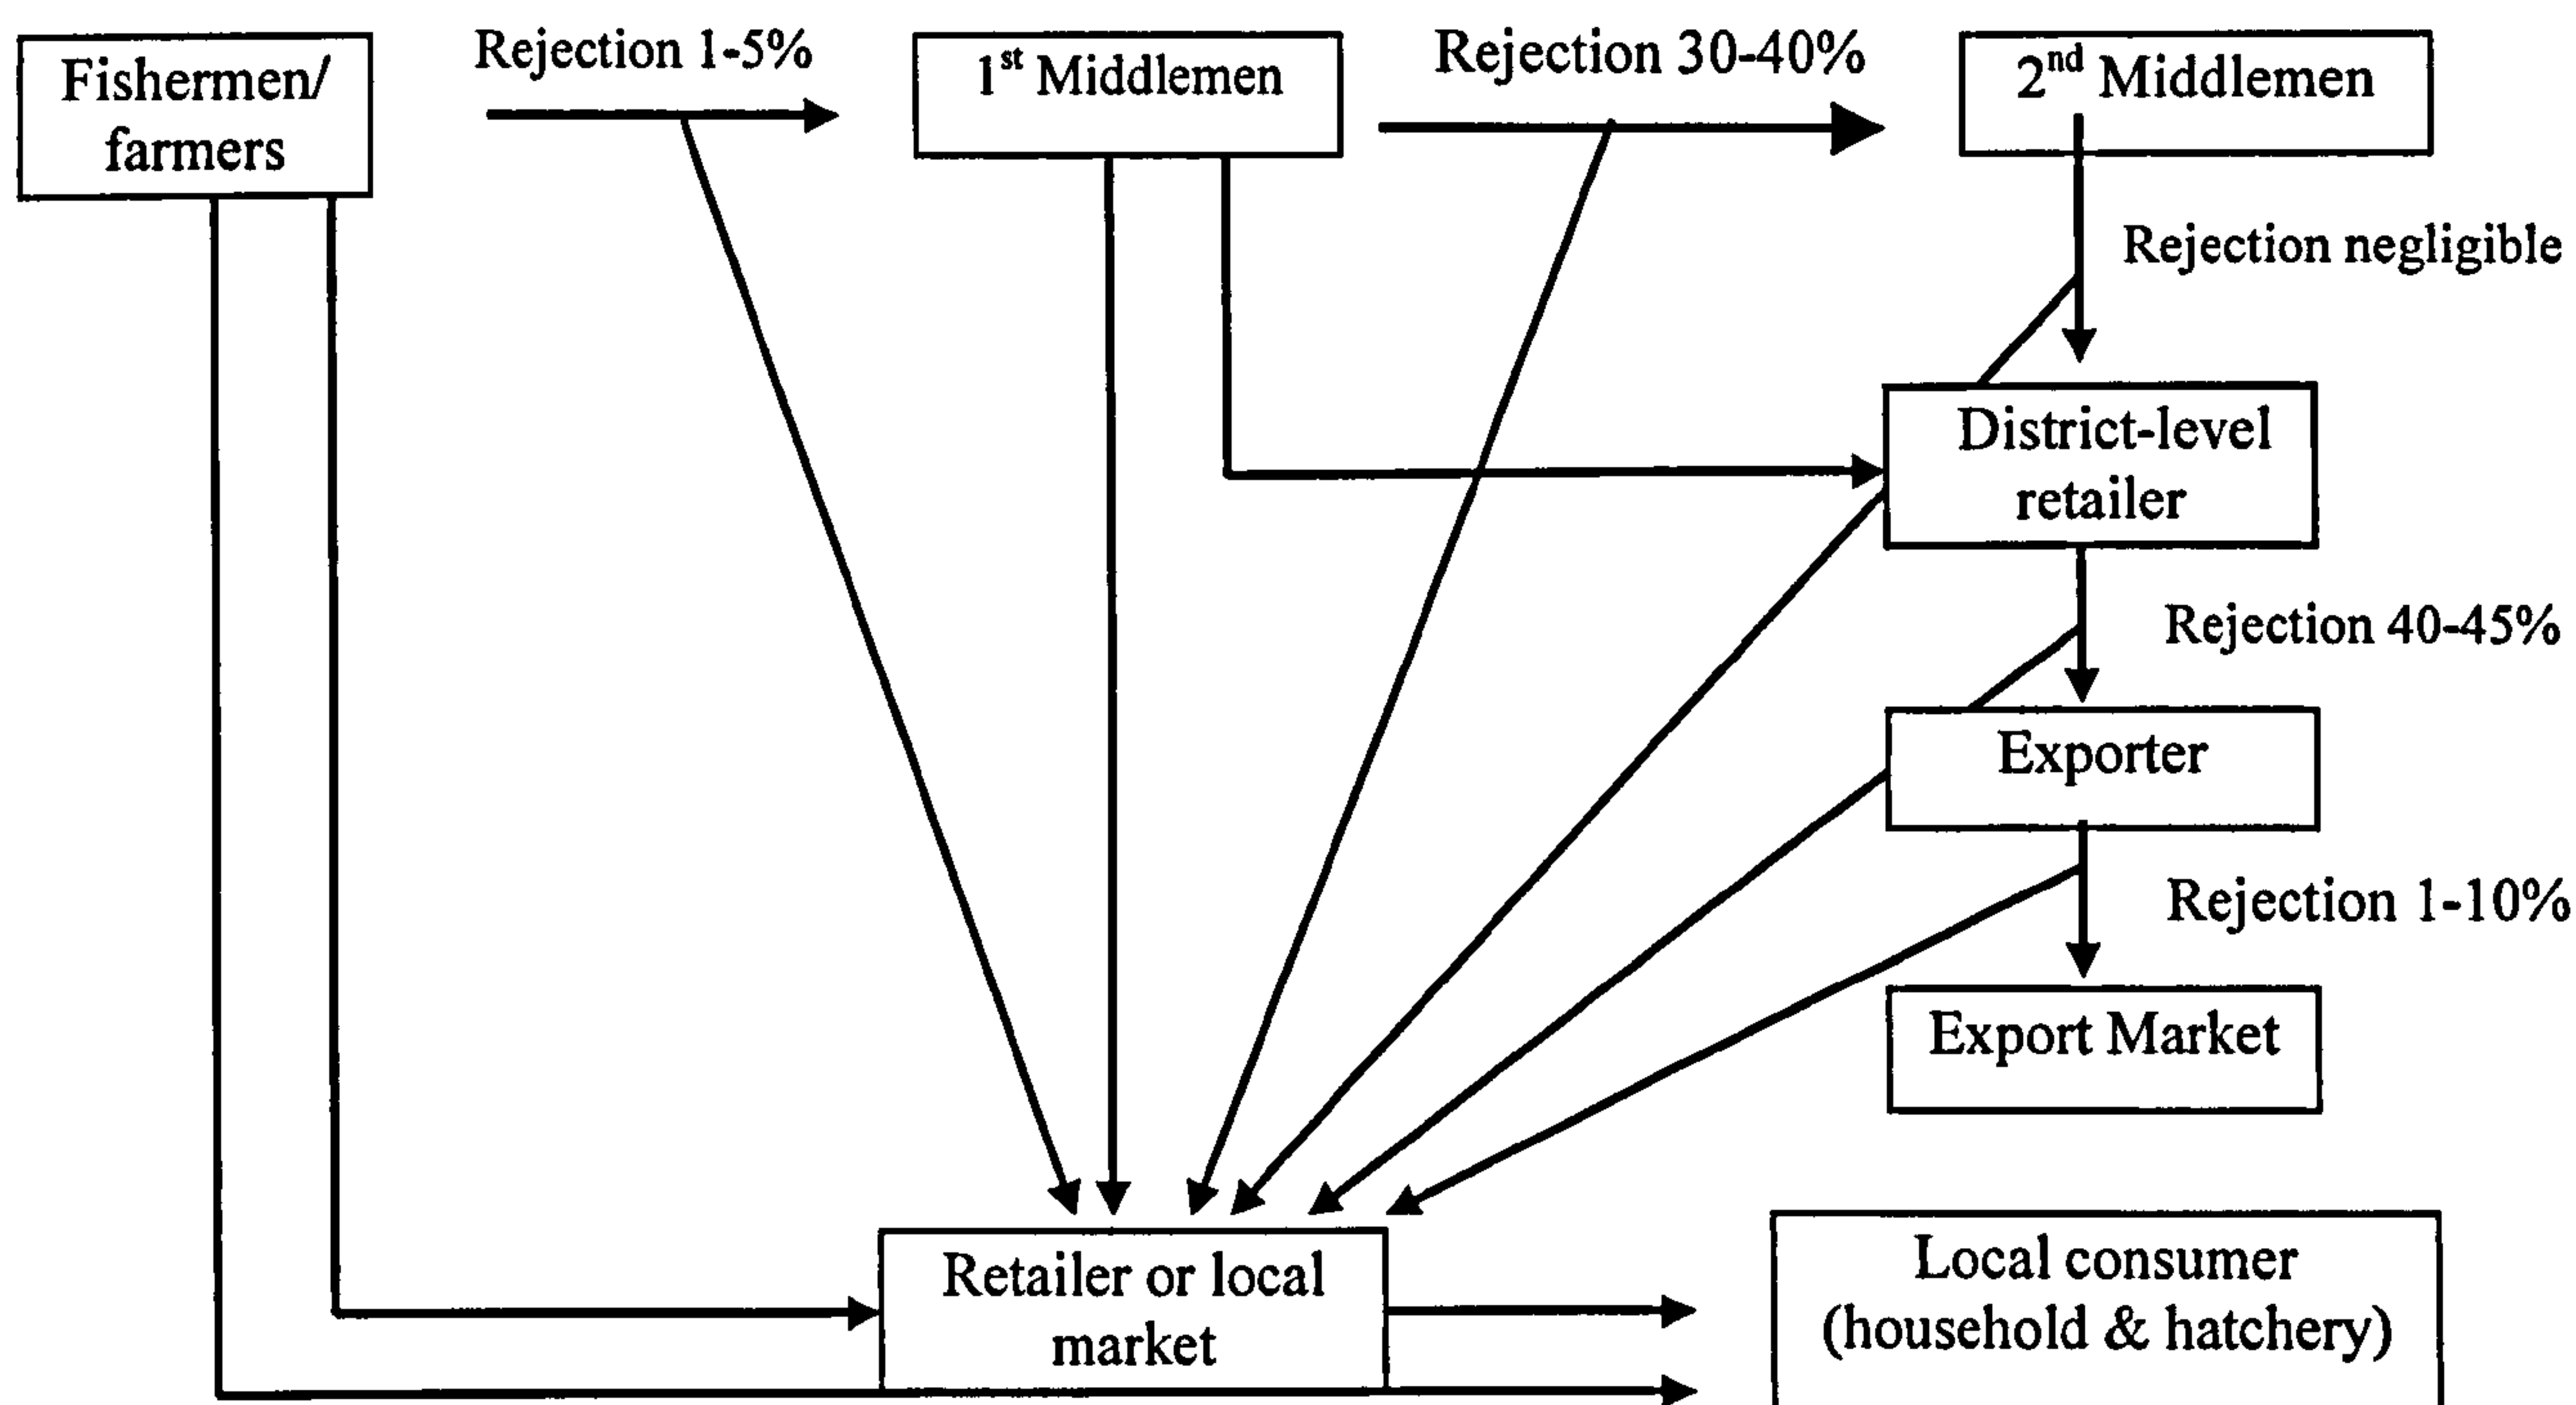 Fishermen/
farmers
Rejection 1-5%
1st Middlemen
Rejection 30-40%
2nd Middlemen
Rejection negligible
District-level
retailer
Rejection 40-45%
Exporter
Rejection 1-10%
Export Market
Retailer or local
market
Local consumer
(household & hatchery)